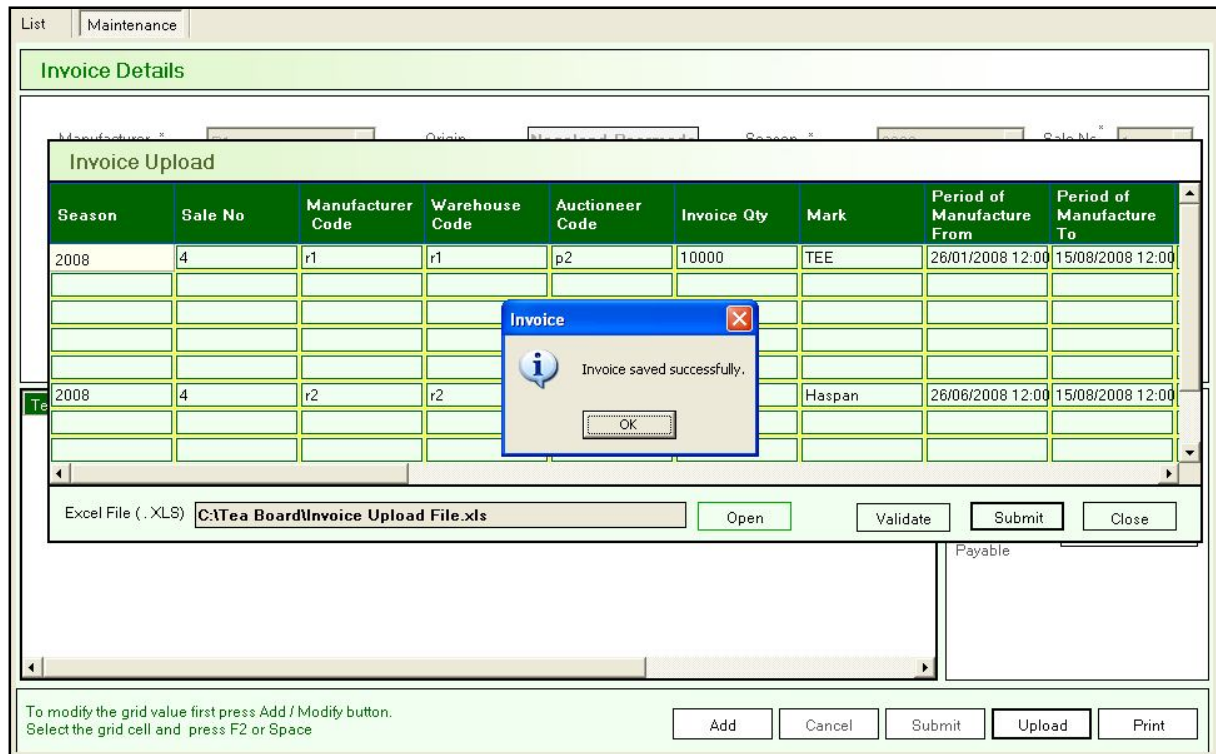 List Maintenance
Invoice Details
Invoice Upload
Season Sale No Manufacturer Code Warehouse Code Auctioneer Code Invoice Qty Mark Period of Manufacture From Period of Manufacture To
2008 4 r1 r1 p2 10000 TEE 26/01/2008 12:00 15/08/2008 12:00
Invoice
Invoice saved successfully.
OK
2008 4 r2 r2 Haspan 26/06/2008 12:00 15/08/2008 12:00
Te
Excel File ( . XLS) C:\Tea Board\Invoice Upload File.xls Open Validate Submit Close
Payable
To modify the grid value first press Add / Modify button.
Select the grid cell and press F2 or Space
Add Cancel Submit Upload Print